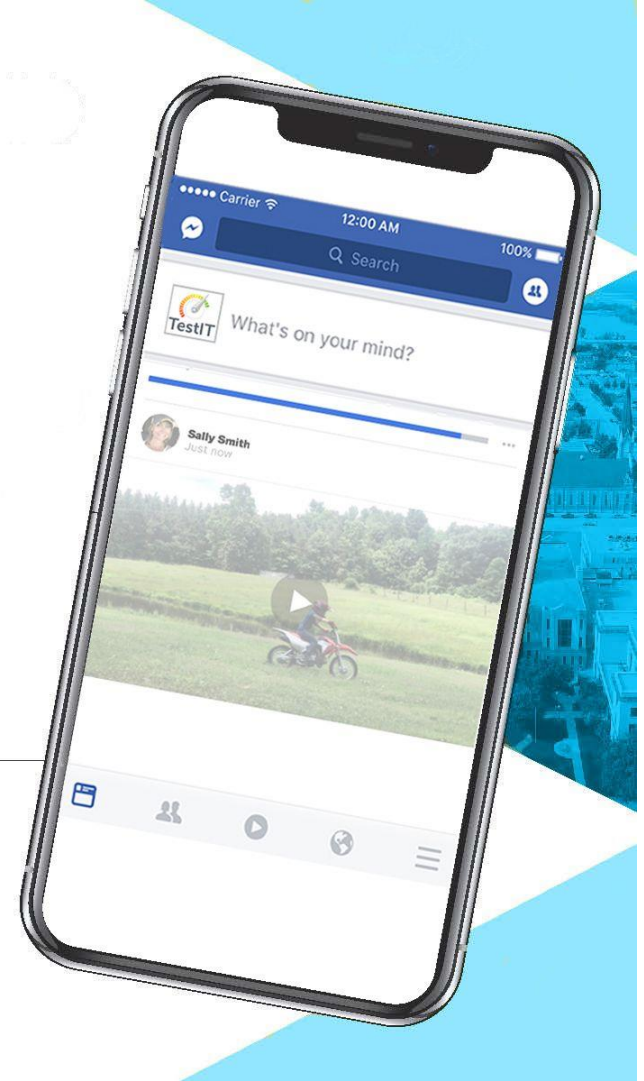 Carrier
12:00 AM
100%
Search
TestIT
What's on your mind?
Sally Smith
Just now